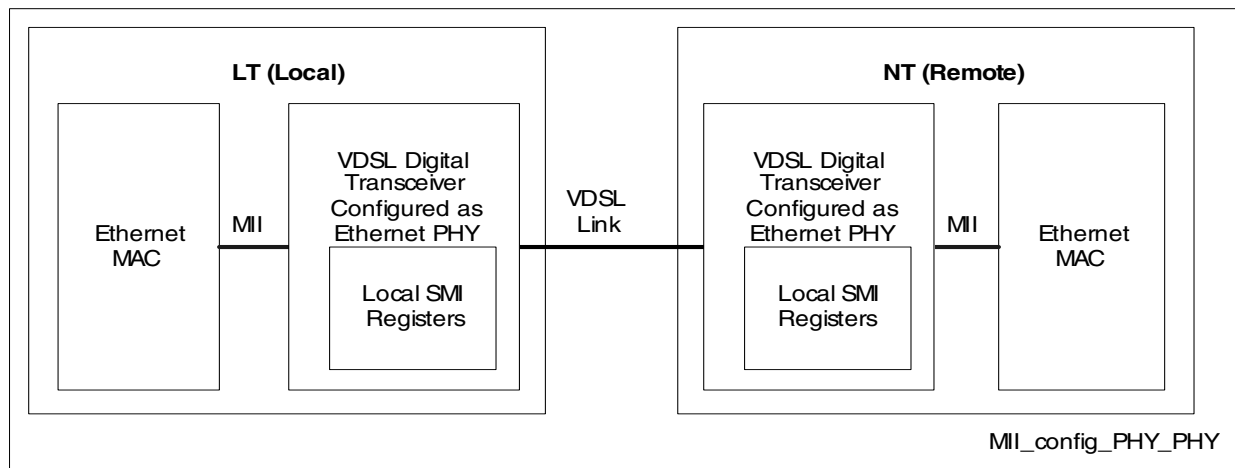 LT (Local)
NT (Remote)
Ethernet
MAC
MII
VDSL Digital
Transceiver
Configured as
Ethernet PHY
Local SMI
Registers
VDSL
Link
VDSL Digital
Transceiver
Configured as
Ethernet PHY
Local SMI
Registers
MII
Ethernet
MAC
MII_config_PHY_PHY